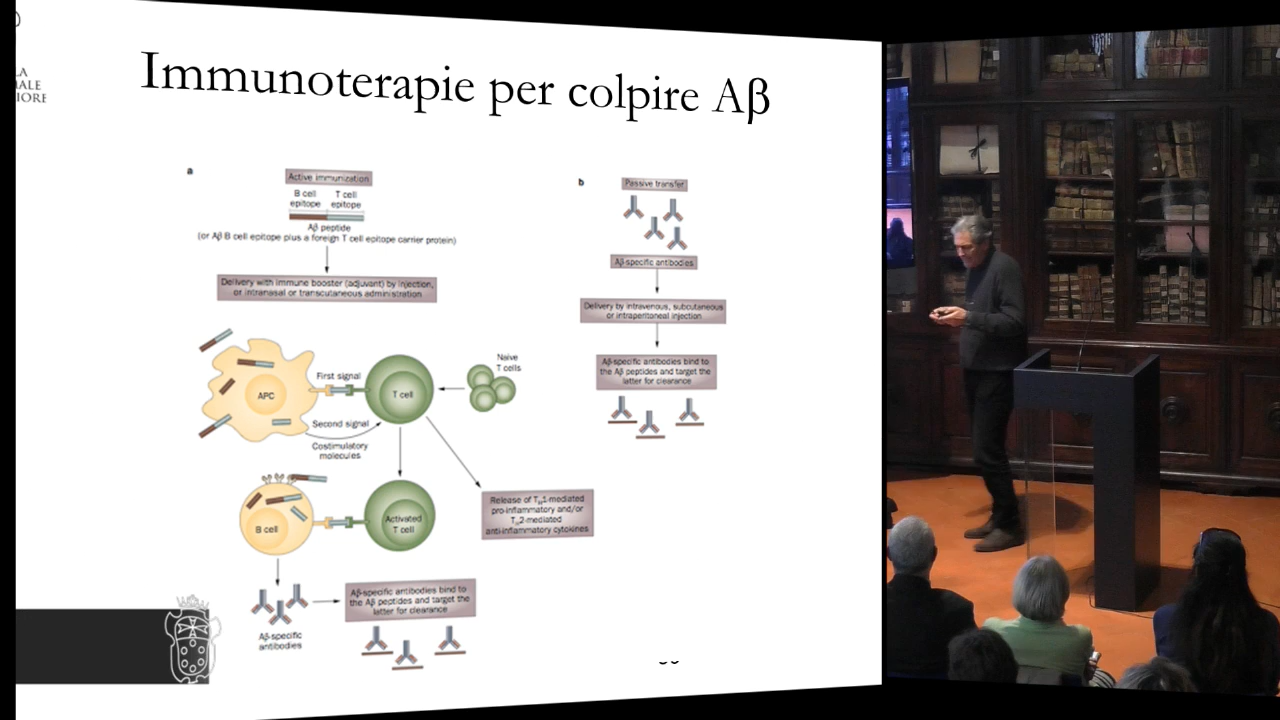 LA
MALE
IORE
Immunoterapie per colpire Aβ
a
Active immunization
B cell
epitope
T cell
epitope
Aβ peptide
(or Aβ B cell epitope plus a foreign T cell epitope carrier protein)
Delivery with immune booster (adjuvant) by injection,
or intranasal or transcutaneous administration
APC
First signal
T cell
Naive
T cells
Second signal
Costimulatory
molecules
B cell
Activated
T cell
Release of TH1-mediated
pro-inflammatory and/or
TH2-mediated
anti-inflammatory cytokines
Aβ-specific
antibodies
Aβ-specific antibodies bind to
the Aβ peptides and target the
latter for clearance
b
Passive transfer
Aβ-specific antibodies
Delivery by intravenous, subcutaneous
or intraperitoneal injection
Aβ-specific antibodies bind to
the Aβ peptides and target the
latter for clearance